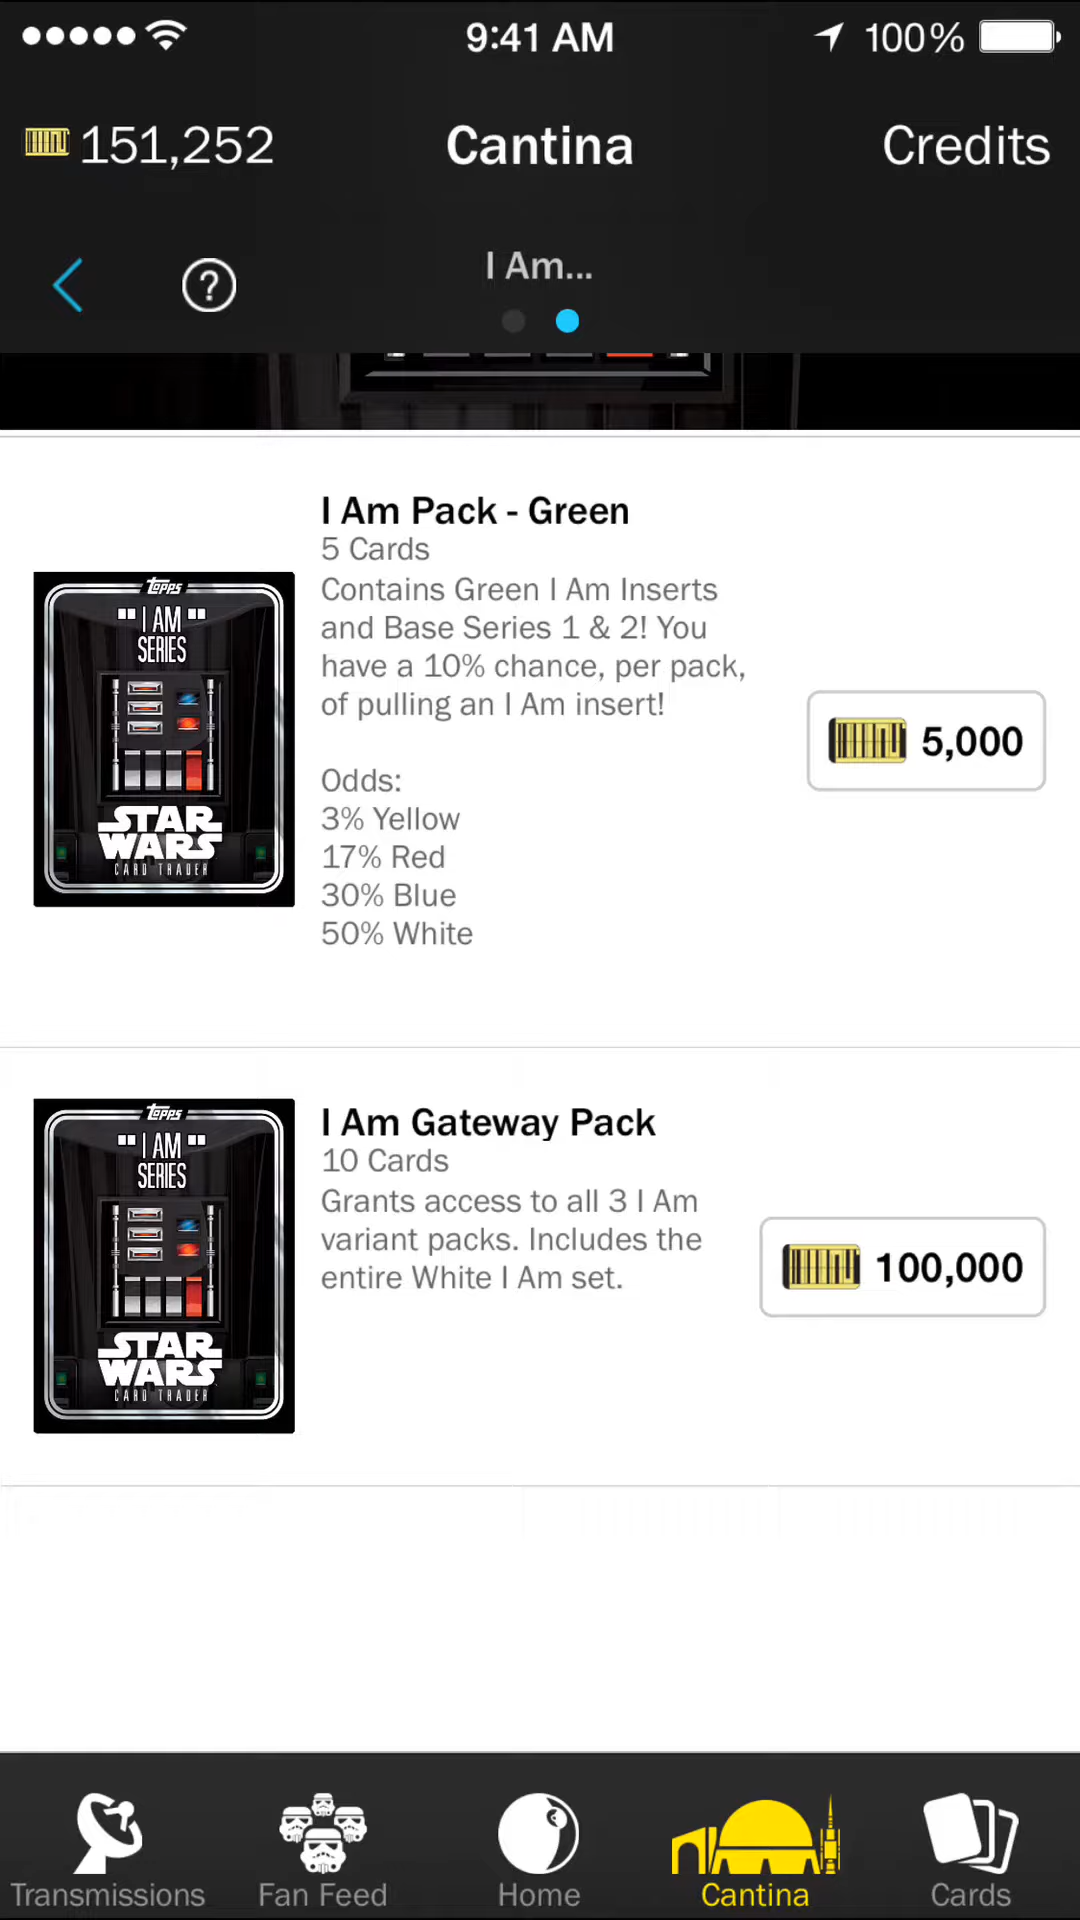 9:41 AM
100%
151,252
Cantina
Credits
?
I Am...
I Am Pack - Green
5 Cards
Contains Green I Am Inserts
and Base Series 1 & 2! You
have a 10% chance, per pack,
of pulling an I Am insert!
Odds:
3% Yellow
17% Red
30% Blue
50% White
5,000
Topps
"I AM"
SERIES
STAR
WARS
CARD TRADER
I Am Gateway Pack
10 Cards
Grants access to all 3 I Am
variant packs. Includes the
entire White I Am set.
100,000
Topps
"I AM"
SERIES
STAR
WARS
CARD TRADER
Transmissions
Fan Feed
Home
Cantina
Cards